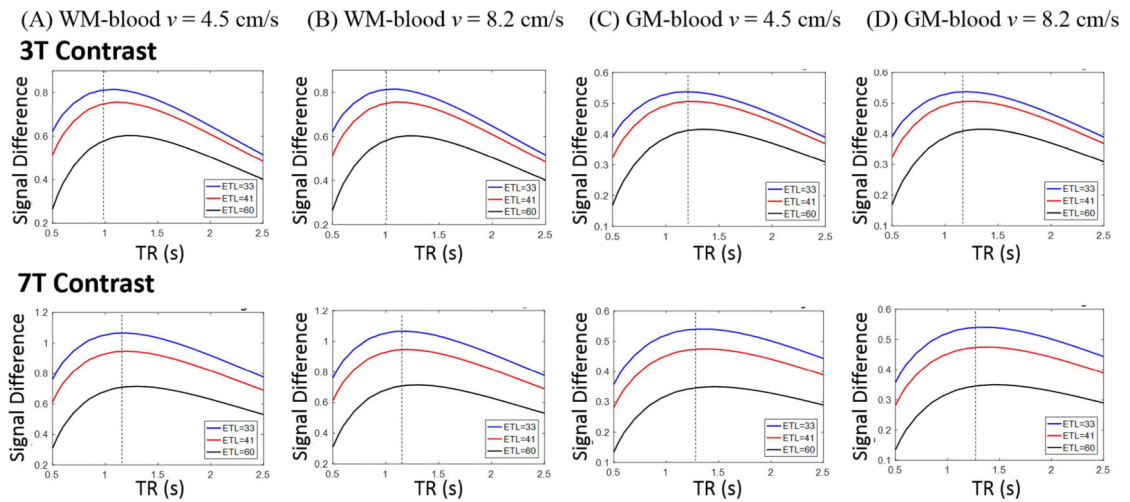 (A) WM-blood v = 4.5 cm/s (B) WM-blood v = 8.2 cm/s (C) GM-blood v = 4.5 cm/s (D) GM-blood v = 8.2 cm/s
3T Contrast
Signal Difference
0.8
0.6
0.4
0.2
0.5 1 1.5 2 2.5
TR (s)
ETL=33
ETL=41
ETL=60
Signal Difference
0.8
0.6
0.4
0.2
0.5 1 1.5 2 2.5
TR (s)
ETL=33
ETL=41
ETL=60
Signal Difference
0.6
0.5
0.4
0.3
0.2
0.1
0.5 1 1.5 2 2.5
TR (s)
ETL=33
ETL=41
ETL=60
Signal Difference
0.6
0.5
0.4
0.3
0.2
0.1
0.5 1 1.5 2 2.5
TR (s)
ETL=33
ETL=41
ETL=60
7T Contrast
Signal Difference
1.2
1
0.8
0.6
0.4
0.2
0.5 1 1.5 2 2.5
TR (s)
ETL=33
ETL=41
ETL=60
Signal Difference
1.2
1
0.8
0.6
0.4
0.2
0.5 1 1.5 2 2.5
TR (s)
ETL=33
ETL=41
ETL=60
Signal Difference
0.6
0.5
0.4
0.3
0.2
0.1
0.5 1 1.5 2 2.5
TR (s)
ETL=33
ETL=41
ETL=60
Signal Difference
0.6
0.5
0.4
0.3
0.2
0.1
0.5 1 1.5 2 2.5
TR (s)
ETL=33
ETL=41
ETL=60